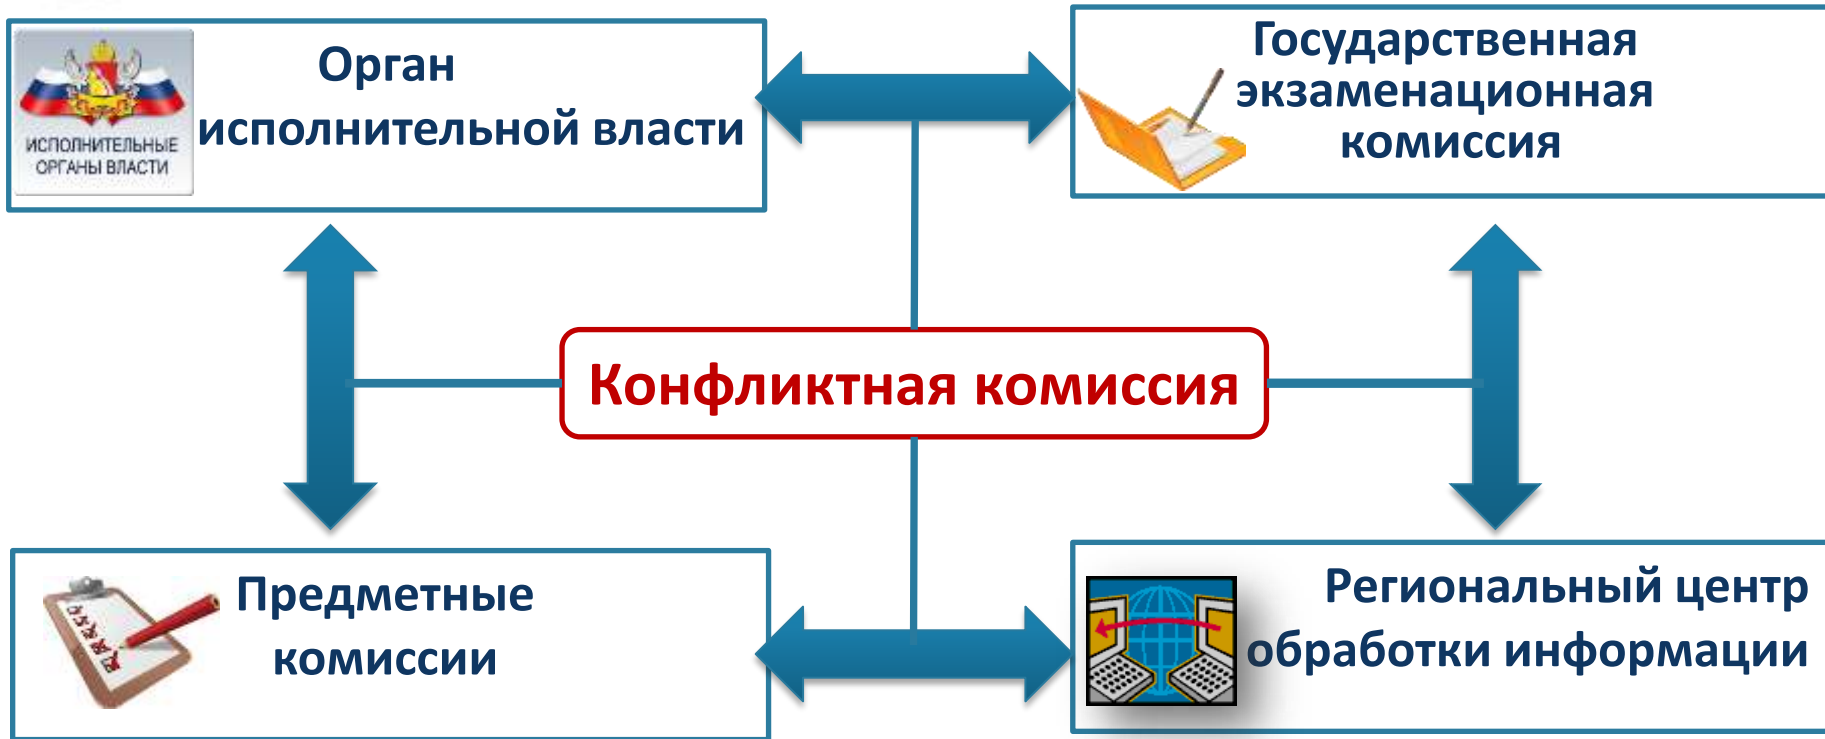 Орган
исполнительной власти
ИСПОЛНИТЕЛЬНЫЕ
ОРГАНЫ ВЛАСТИ
Государственная
экзаменационная
комиссия
Конфликтная комиссия
Предметные
комиссии
Региональный центр
обработки информации